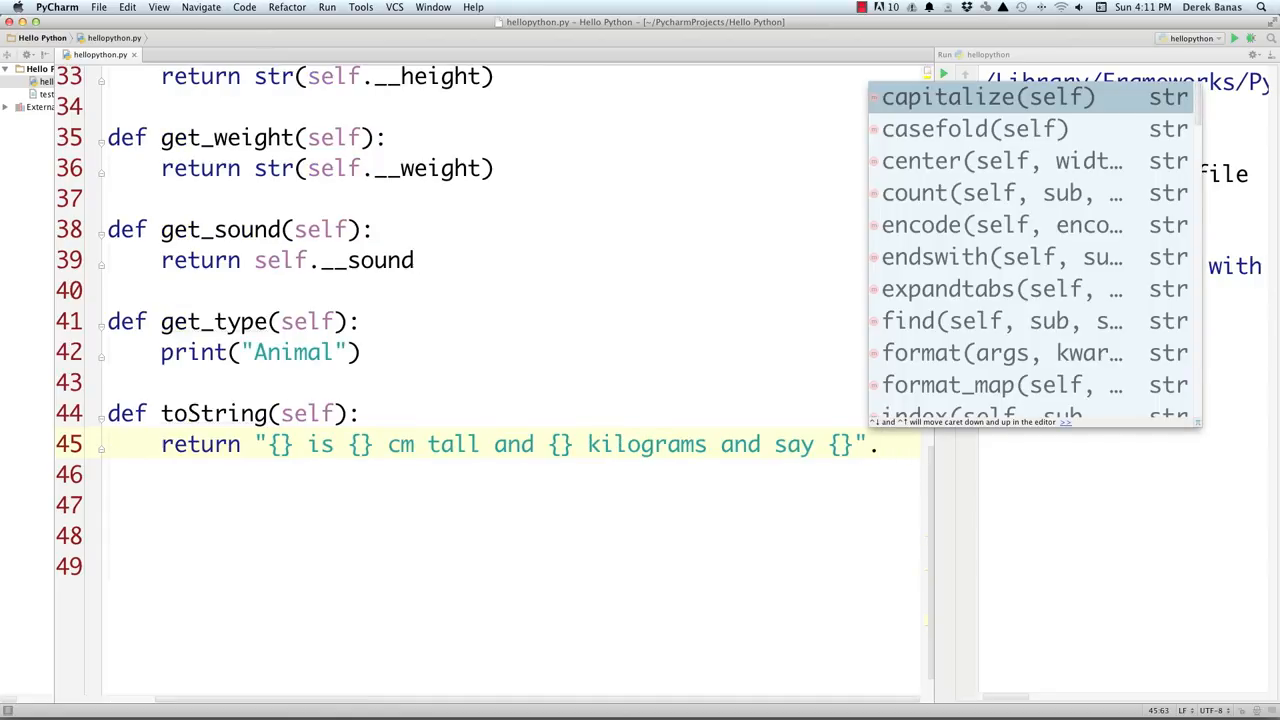 PyCharm File Edit View Navigate Code Refactor Run Tools VCS Window Help 10 Sun 4:11 PM Derek Banas
hellopython.py – Hello Python – [~/PycharmProjects/Hello Python]
Hello Python hellopython.py hellopython
hellopython.py × Run hellopython
Hello P
hell
test
Externa
33 return str(self.__height)
34
35 def get_weight(self):
36 return str(self.__weight)
37
38 def get_sound(self):
39 return self.__sound
40
41 def get_type(self):
42 print("Animal")
43
44 def toString(self):
45 return "{} is {} cm tall and {} kilograms and say {}".
46
47
48
49
capitalize(self) str
casefold(self) str
center(self, widt… str
count(self, sub, … str
encode(self, enco… str
endswith(self, su… str
expandtabs(self, … str
find(self, sub, s… str
format(args, kwar… str
format_map(self, … str
index(self, sub str
^↓ and ^↑ will move caret down and up in the editor >>
/Library/Frameworks/Py
file
with
45:63 LF UTF-8